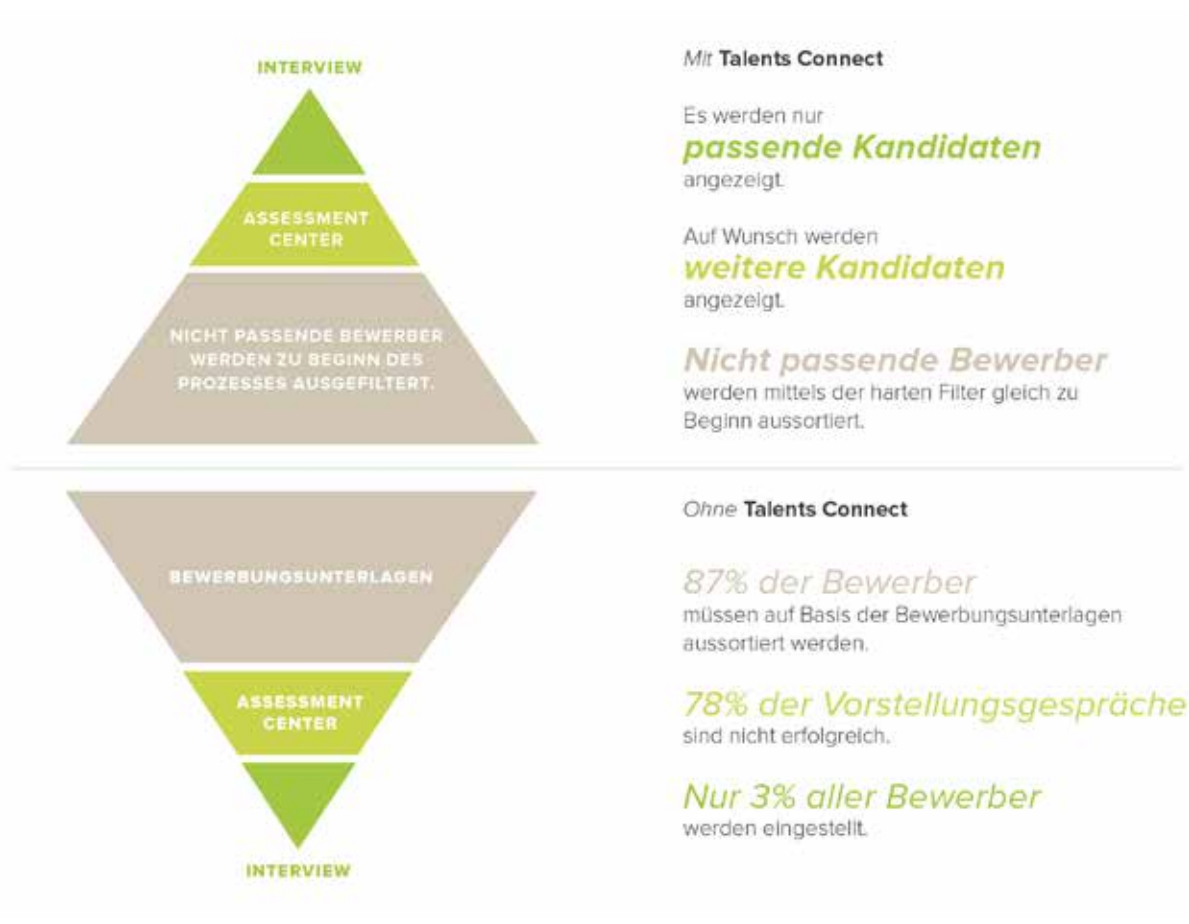 INTERVIEW
ASSESSMENT
CENTER
NICHT PASSENDE BEWERBER
WERDEN ZU BEGINN DES
PROZESSES AUSGEFILTERT.
Mit Talents Connect
Es werden nur
passende Kandidaten
angezeigt.
Auf Wunsch werden
weitere Kandidaten
angezeigt.
Nicht passende Bewerber
werden mittels der harten Filter gleich zu
Beginn aussortiert.
BEWERBUNGSUNTERLAGEN
ASSESSMENT
CENTER
INTERVIEW
Ohne Talents Connect
87% der Bewerber
müssen auf Basis der Bewerbungsunterlagen
aussortiert werden.
78% der Vorstellungsgespräche
sind nicht erfolgreich.
Nur 3% aller Bewerber
werden eingestellt.